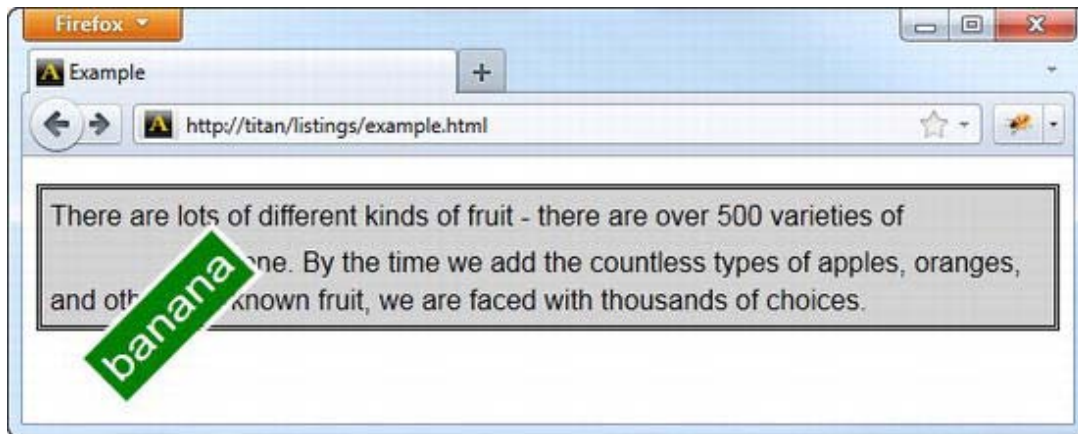 Firefox
Example
http://titan/listings/example.html
There are lots of different kinds of fruit - there are over 500 varieties of
banana
ne. By the time we add the countless types of apples, oranges,
and oth known fruit, we are faced with thousands of choices.